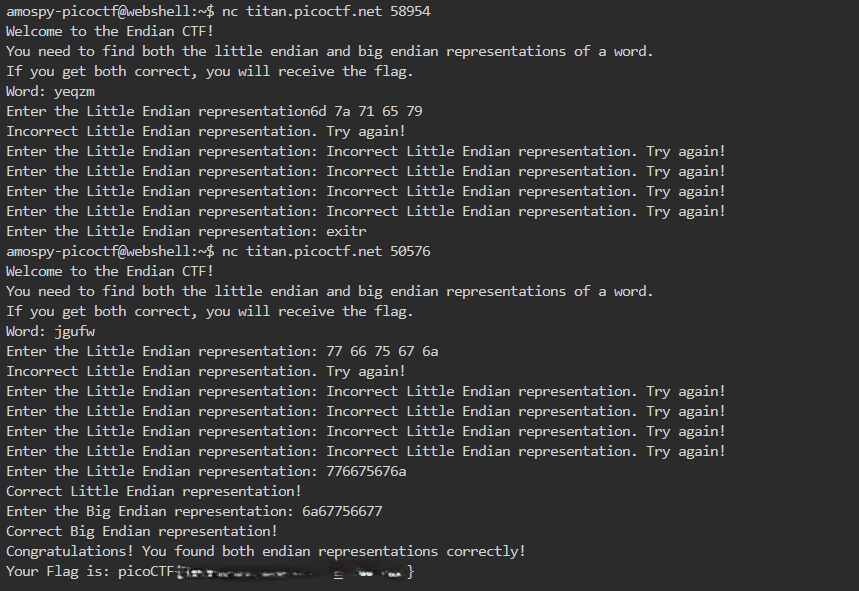 amospy-picoctf@webshell:~$ nc titan.picoctf.net 58954
Welcome to the Endian CTF!
You need to find both the little endian and big endian representations of a word.
If you get both correct, you will receive the flag.
Word: yeqzm
Enter the Little Endian representation6d 7a 71 65 79
Incorrect Little Endian representation. Try again!
Enter the Little Endian representation: Incorrect Little Endian representation. Try again!
Enter the Little Endian representation: Incorrect Little Endian representation. Try again!
Enter the Little Endian representation: Incorrect Little Endian representation. Try again!
Enter the Little Endian representation: Incorrect Little Endian representation. Try again!
Enter the Little Endian representation: exitr
amospy-picoctf@webshell:~$ nc titan.picoctf.net 50576
Welcome to the Endian CTF!
You need to find both the little endian and big endian representations of a word.
If you get both correct, you will receive the flag.
Word: jgufw
Enter the Little Endian representation: 77 66 75 67 6a
Incorrect Little Endian representation. Try again!
Enter the Little Endian representation: Incorrect Little Endian representation. Try again!
Enter the Little Endian representation: Incorrect Little Endian representation. Try again!
Enter the Little Endian representation: Incorrect Little Endian representation. Try again!
Enter the Little Endian representation: Incorrect Little Endian representation. Try again!
Enter the Little Endian representation: 776675676a
Correct Little Endian representation!
Enter the Big Endian representation: 6a67756677
Correct Big Endian representation!
Congratulations! You found both endian representations correctly!
Your Flag is: picoCTF{ }